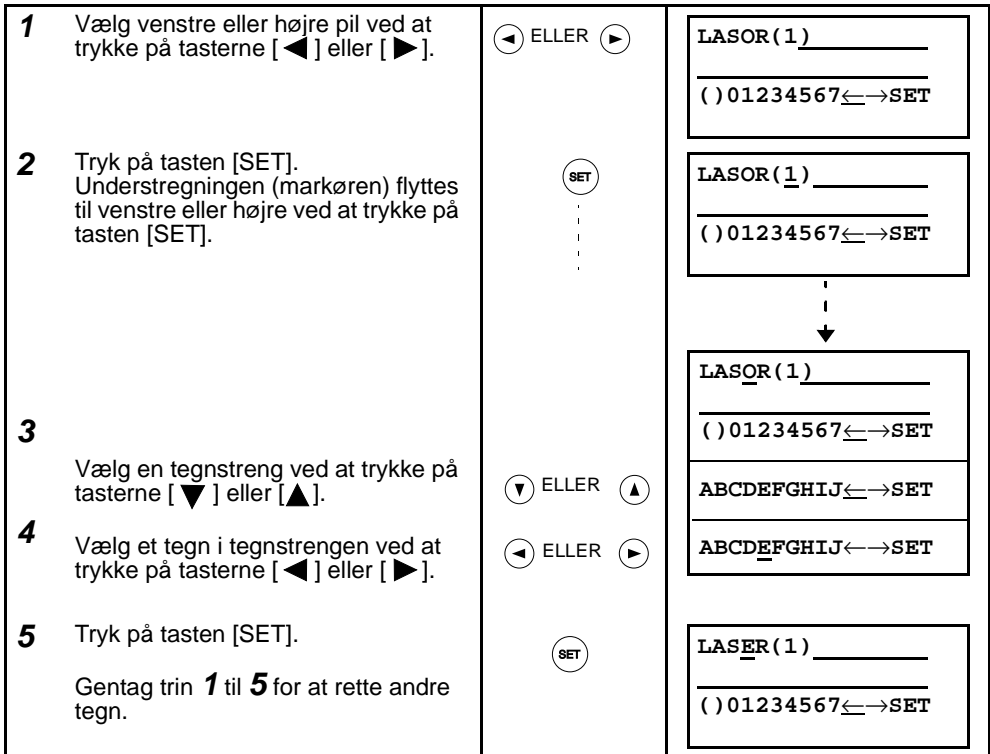 1 Vælg venstre eller højre pil ved at
trykke på tasterne [ ◀ ] eller [ ▶ ].
◀ ELLER ▶
LASOR(1)
()01234567←→SET
2 Tryk på tasten [SET].
Understregningen (markøren) flyttes
til venstre eller højre ved at trykke på
tasten [SET].
SET
LASOR(1)
()01234567←→SET
LASOR(1)
()01234567←→SET
3
Vælg en tegnstreng ved at trykke på
tasterne [ ▼ ] eller [▲].
▼ ELLER ▲
ABCDEFGHIJ←→SET
4
Vælg et tegn i tegnstrengen ved at
trykke på tasterne [ ◀ ] eller [ ▶ ].
◀ ELLER ▶
ABCDEFGHIJ←→SET
5 Tryk på tasten [SET].
Gentag trin 1 til 5 for at rette andre
tegn.
SET
LASER(1)
()01234567←→SET